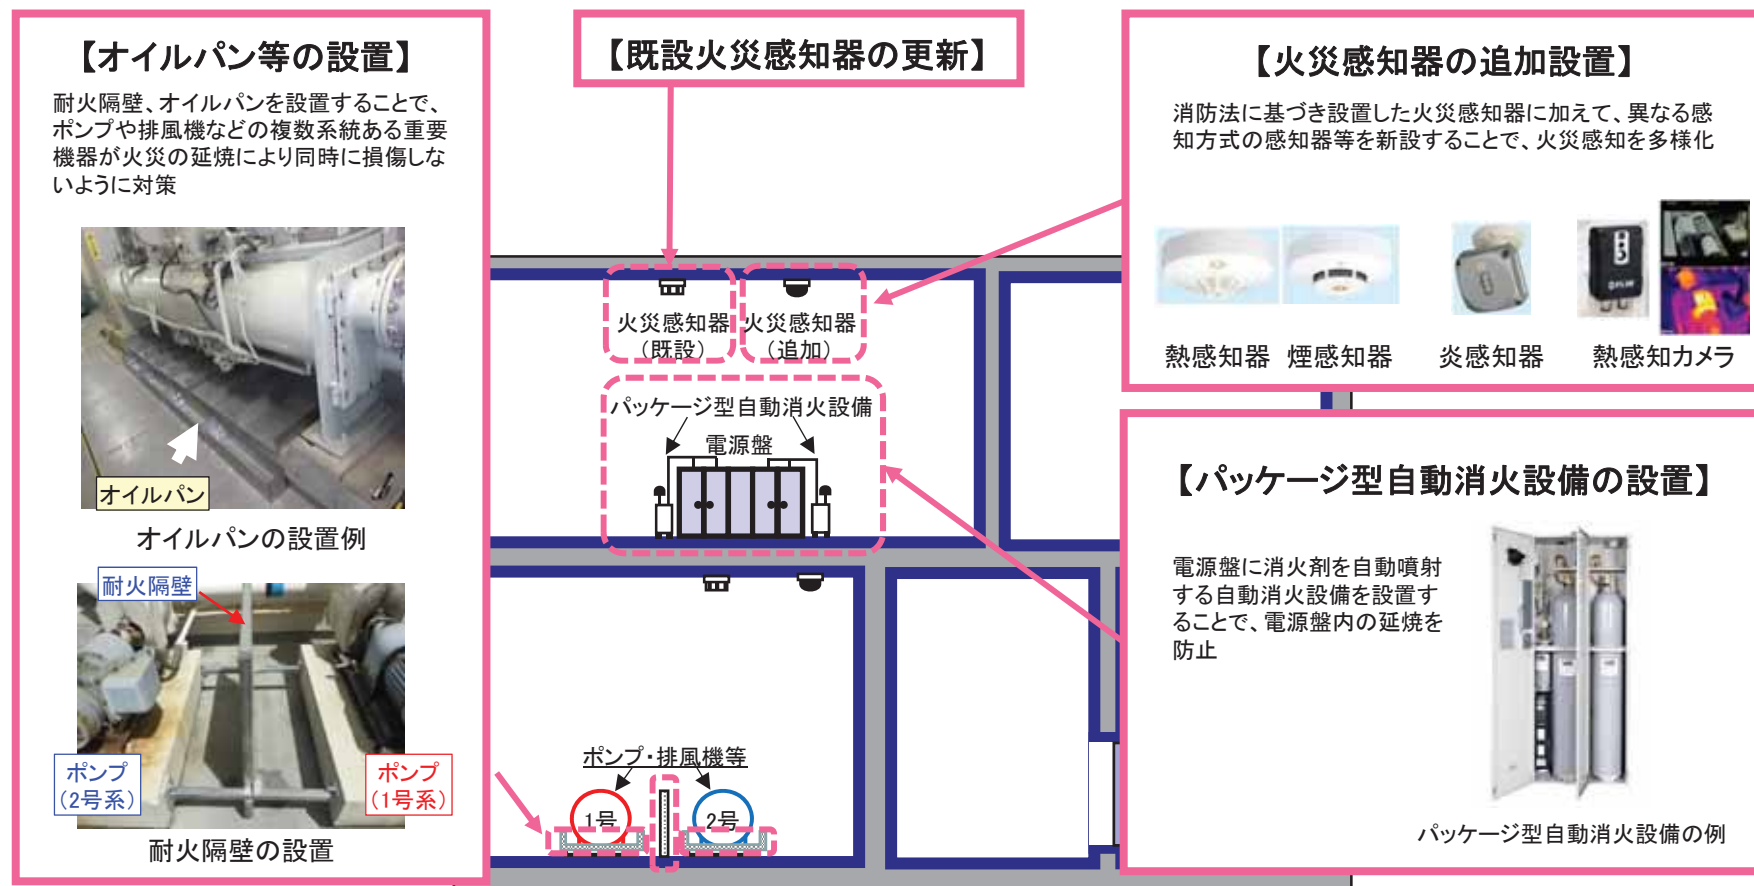 【オイルパン等の設置】
耐火隔壁、オイルパンを設置することで、
ポンプや排風機などの複数系統ある重要
機器が火災の延焼により同時に損傷しな
いように対策
オイルパン
オイルパンの設置例
耐火隔壁
ポンプ
（2号系）
ポンプ
（1号系）
耐火隔壁の設置
【既設火災感知器の更新】
火災感知器
（既設）
火災感知器
（追加）
パッケージ型自動消火設備
電源盤
ポンプ・排風機等
1号
2号
【火災感知器の追加設置】
消防法に基づき設置した火災感知器に加えて、異なる感
知方式の感知器等を新設することで、火災感知を多様化
熱感知器
煙感知器
炎感知器
熱感知カメラ
【パッケージ型自動消火設備の設置】
電源盤に消火剤を自動噴射
する自動消火設備を設置す
ることで、電源盤内の延焼を
防止
パッケージ型自動消火設備の例